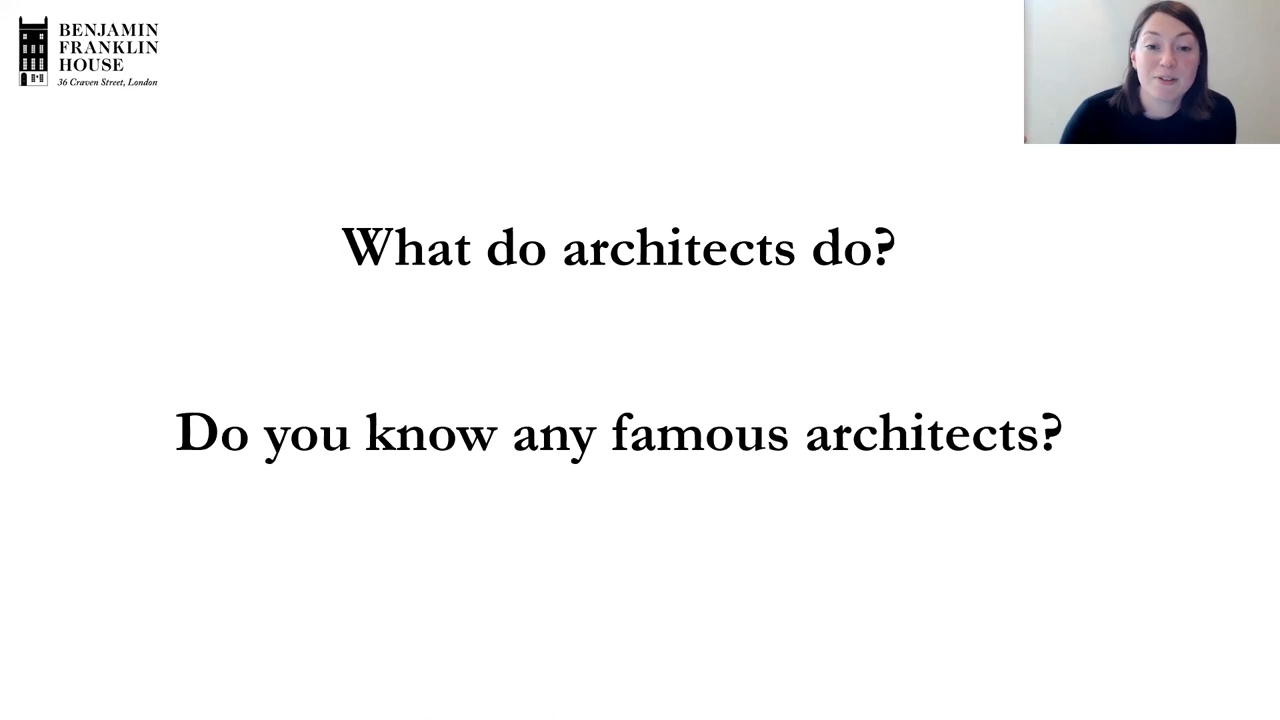 BENJAMIN
FRANKLIN
HOUSE
36 Craven Street, London
What do architects do?
Do you know any famous architects?